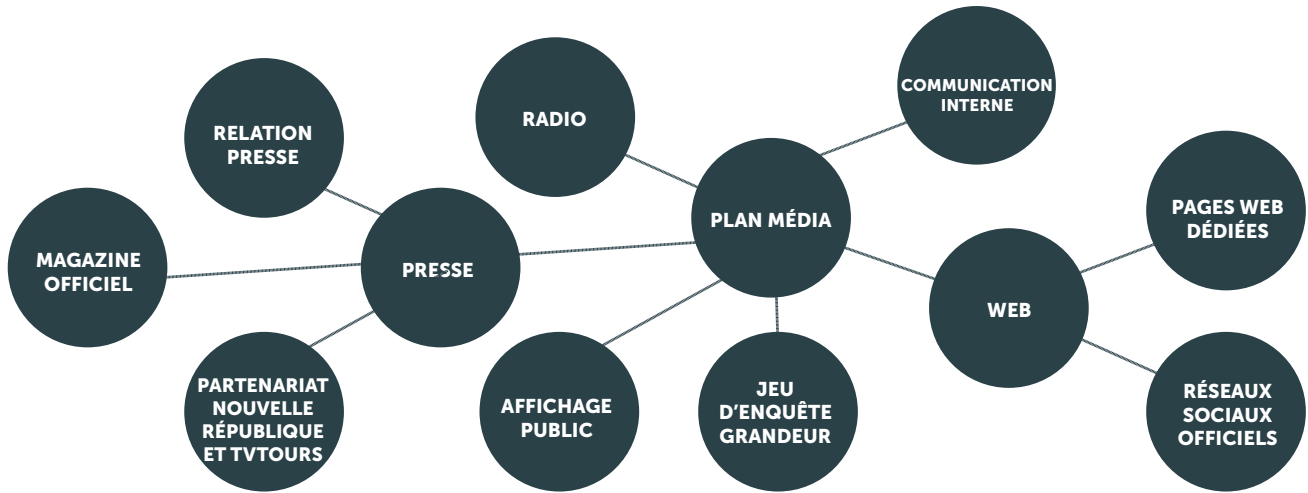 COMMUNICATION
INTERNE
RADIO
RELATION
PRESSE
PLAN MÉDIA
PAGES WEB
DÉDIÉES
MAGAZINE
OFFICIEL
PRESSE
WEB
PARTENARIAT
NOUVELLE
RÉPUBLIQUE
ET TVTOURS
AFFICHAGE
PUBLIC
JEU
D’ENQUÊTE
GRANDEUR
RÉSEAUX
SOCIAUX
OFFICIELS